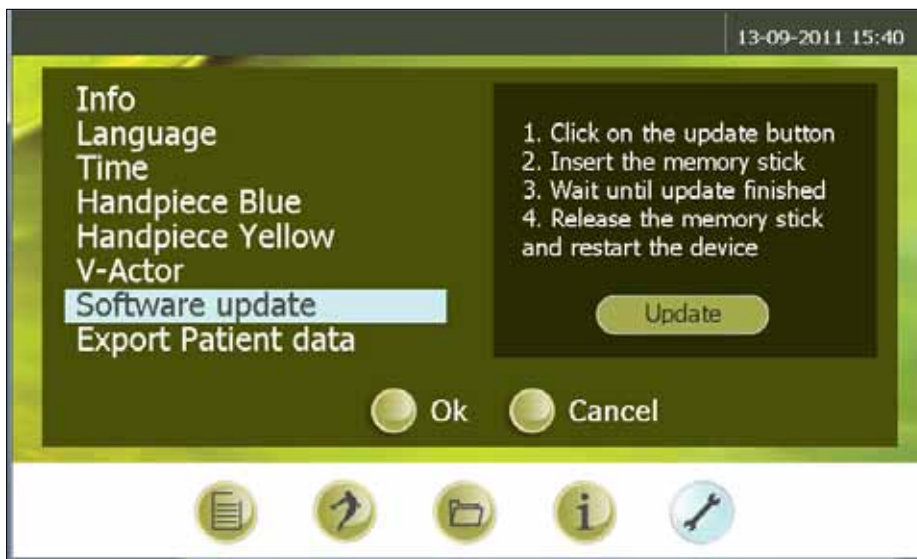 13-09-2011 15:40
Info
Language
Time
Handpiece Blue
Handpiece Yellow
V-Actor
Software update
Export Patient data
1. Click on the update button
2. Insert the memory stick
3. Wait until update finished
4. Release the memory stick
and restart the device
Update
Ok
Cancel